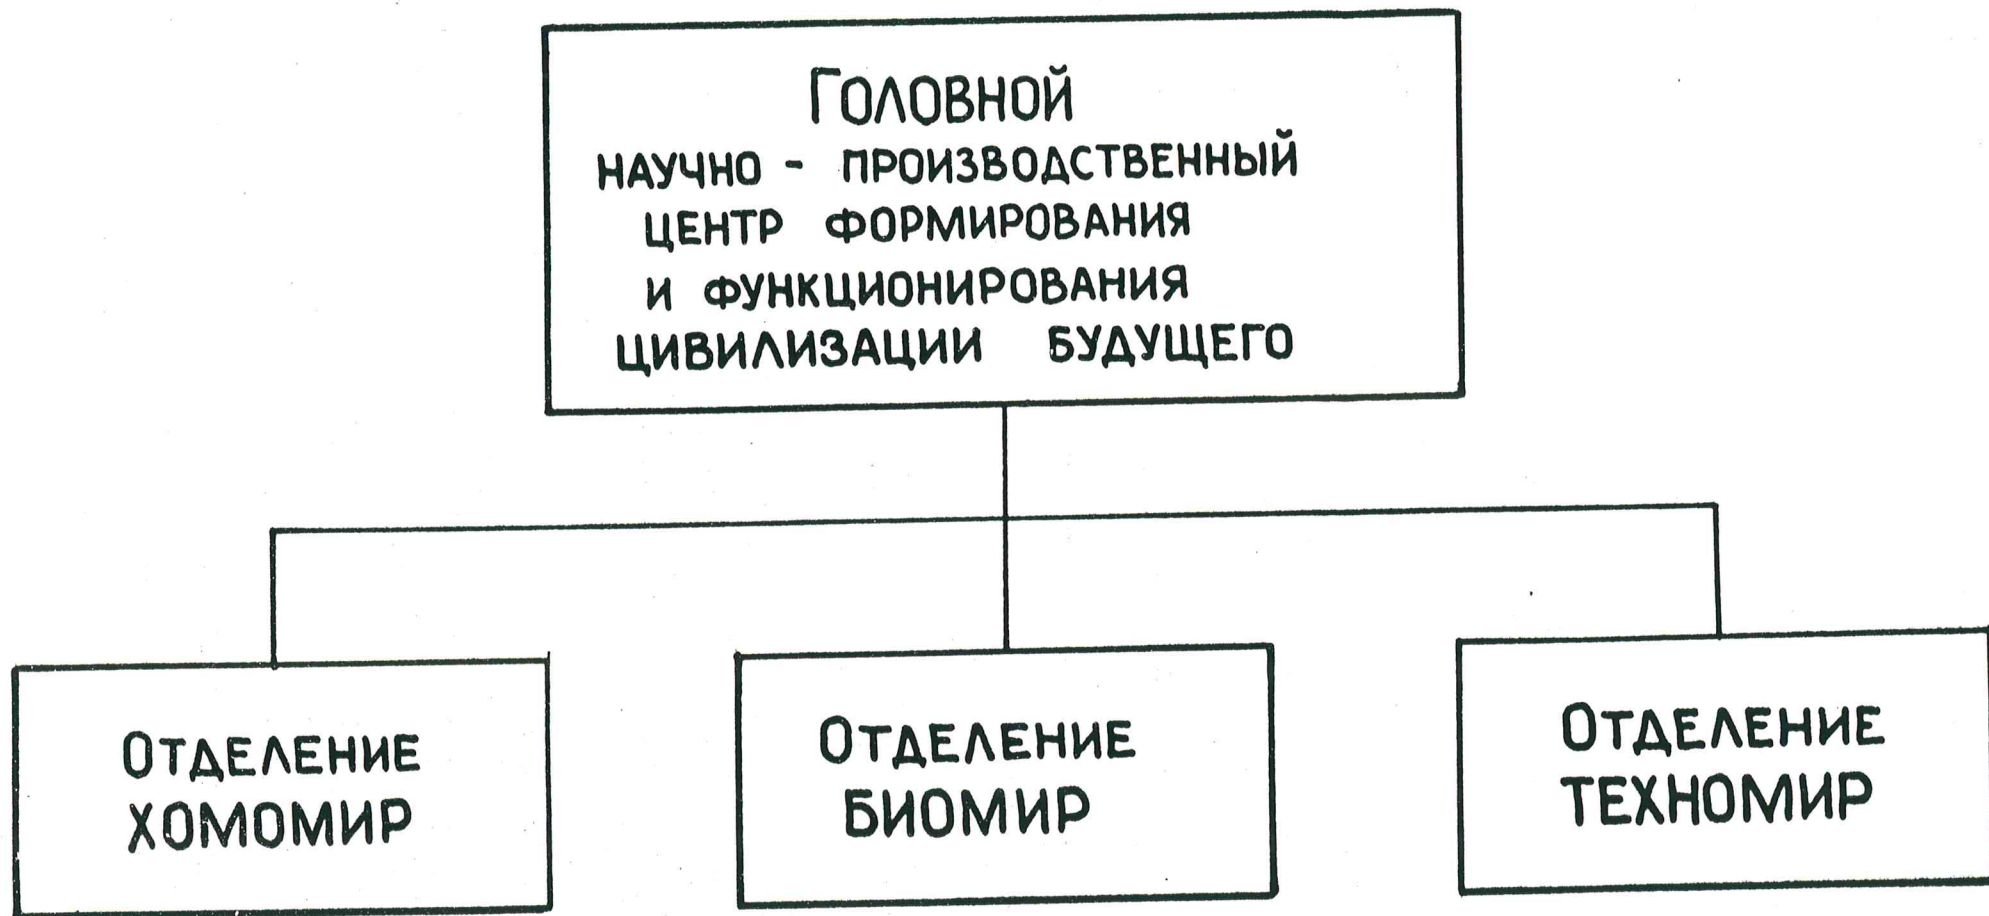 Головной
научно - производственный
центр формирования
и функционирования
цивилизации будущего
Отделение
хомомир
Отделение
биомир
Отделение
техномир